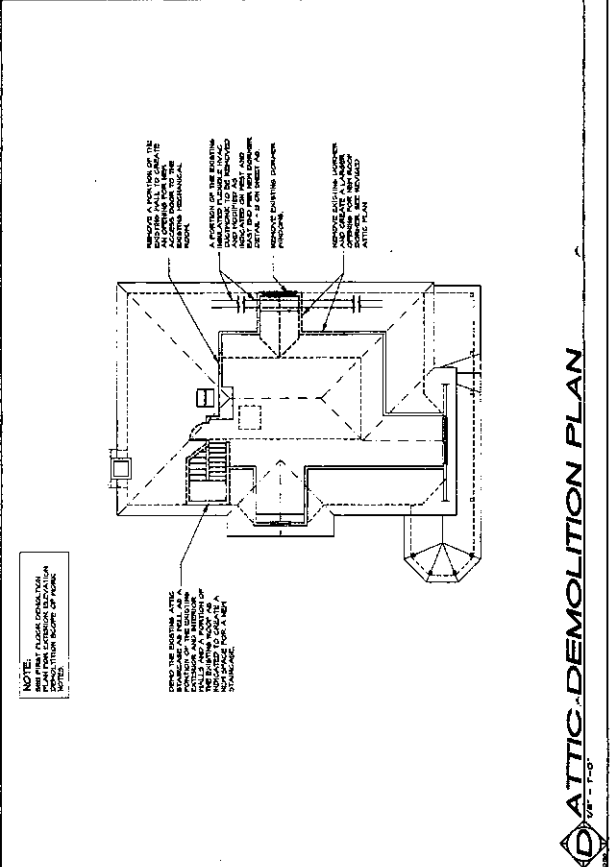 NOTE:
SEE FIRST FLOOR DEMOLITION
PLAN FOR EXTERIOR ELEVATION
DEMOLITION SCOPE OF WORK
NOTES.
REMOVE A PORTION OF THE
EXISTING WALL TO CREATE
AN OPENING FOR NEW
ACCESS DOOR TO THE
EXISTING MECHANICAL
ROOM.
A PORTION OF THE EXISTING
INSULATED FLEXIBLE HVAC
DUCTWORK TO BE REMOVED
AND MODIFIED AS
INDICATED ON WEST AND
EAST END PER NEW DORMER
DETAIL - ON SHEET A8.
REMOVE EXISTING DORMER
WINDOWS.
REMOVE EXISTING DORMER
AND CREATE A LARGER
OPENING FOR NEW ROOF
DORMER. SEE REVISED
ATTIC PLAN
DEMO THE EXISTING ATTIC
STAIRCASE AS WELL AS A
PORTION OF THE EXISTING
EXTERIOR AND INTERIOR
WALLS AND A PORTION OF
THE EXISTING ROOF AS
INDICATED TO CREATE A
NEW SPACE FOR A NEW
STAIRCASE.
D ATTIC DEMOLITION PLAN
1/8" = 1'-0"